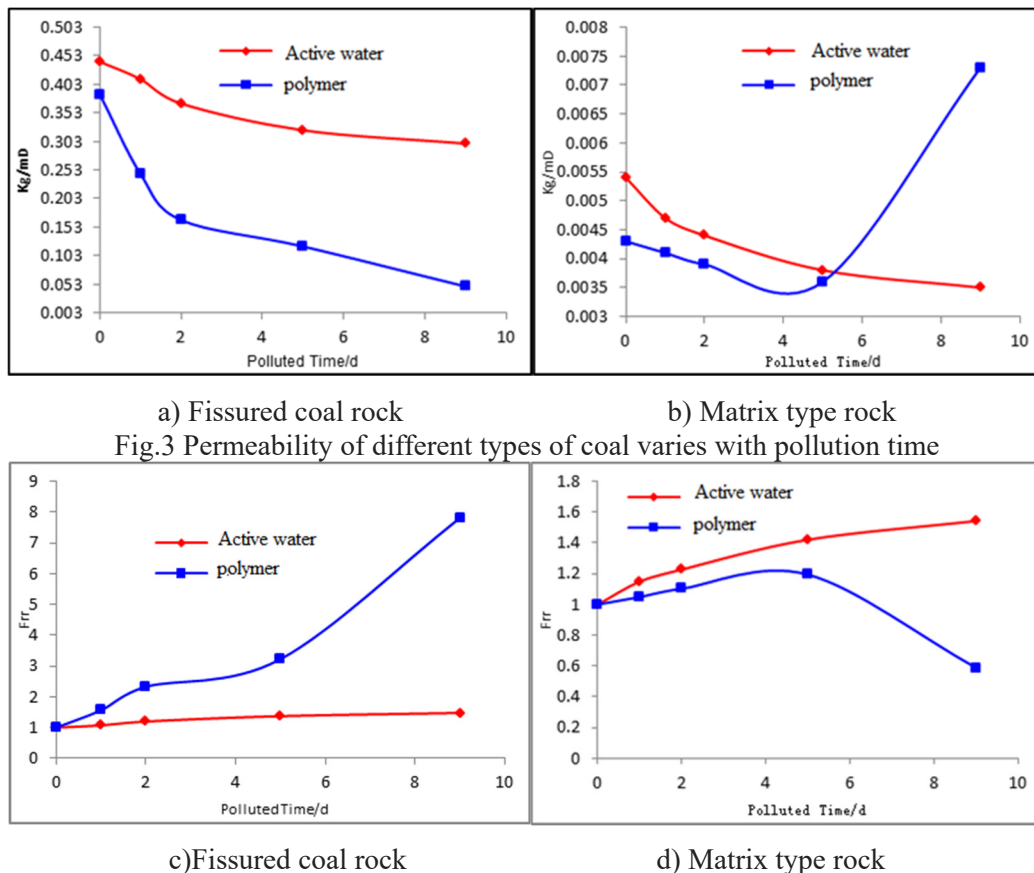 0.503
0.453
0.403
0.353
0.303
0.253
0.203
0.153
0.103
0.053
0.003
Kg/mD
Active water
polymer
0 2 4 6 8 10
Polluted Time/d
0.008
0.0075
0.007
0.0065
0.006
0.0055
0.005
0.0045
0.004
0.0035
0.003
Kg/mD
Active water
polymer
0 2 4 6 8 10
Polluted Time/d
a) Fissured coal rock
b) Matrix type rock
Fig.3 Permeability of different types of coal varies with pollution time
9
8
7
6
5
4
3
2
1
0
Frr
Active water
polymer
0 2 4 6 8 10
PollutedTime/d
1.8
1.6
1.4
1.2
1
0.8
0.6
0.4
0.2
0
Frr
Active water
polymer
0 2 4 6 8 10
Polluted Time/d
c)Fissured coal rock
d) Matrix type rock